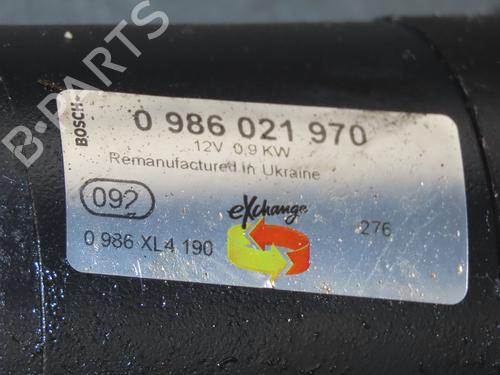 B-PARTS
BOSCH
0 986 021 970
12V 0,9 KW
Remanufactured in Ukraine
092
eXchange
276
0 986 XL4 190